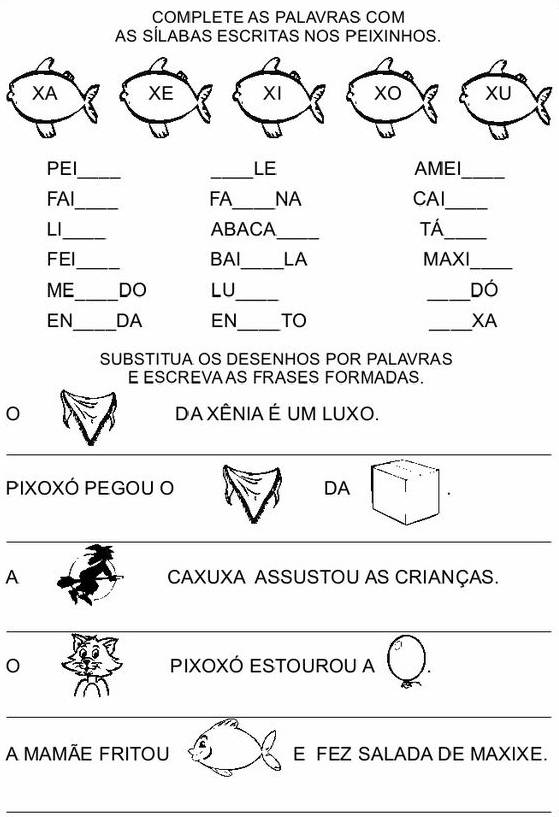 COMPLETE AS PALAVRAS COM
AS SÍLABAS ESCRITAS NOS PEIXINHOS.
XA XE XI XO XU
PEI____ ____LE AMEI____
FAI____ FA____NA CAI____
LI____ ABACA____ TÁ____
FEI____ BAI____LA MAXI____
ME____DO LU____ ____DÓ
EN____DA EN____TO ____XA
SUBSTITUA OS DESENHOS POR PALAVRAS
E ESCREVA AS FRASES FORMADAS.
O DA XÊNIA É UM LUXO.
PIXOXÓ PEGOU O DA .
A CAXUXA ASSUSTOU AS CRIANÇAS.
O PIXOXÓ ESTOUROU A .
A MAMÃE FRITOU E FEZ SALADA DE MAXIXE.